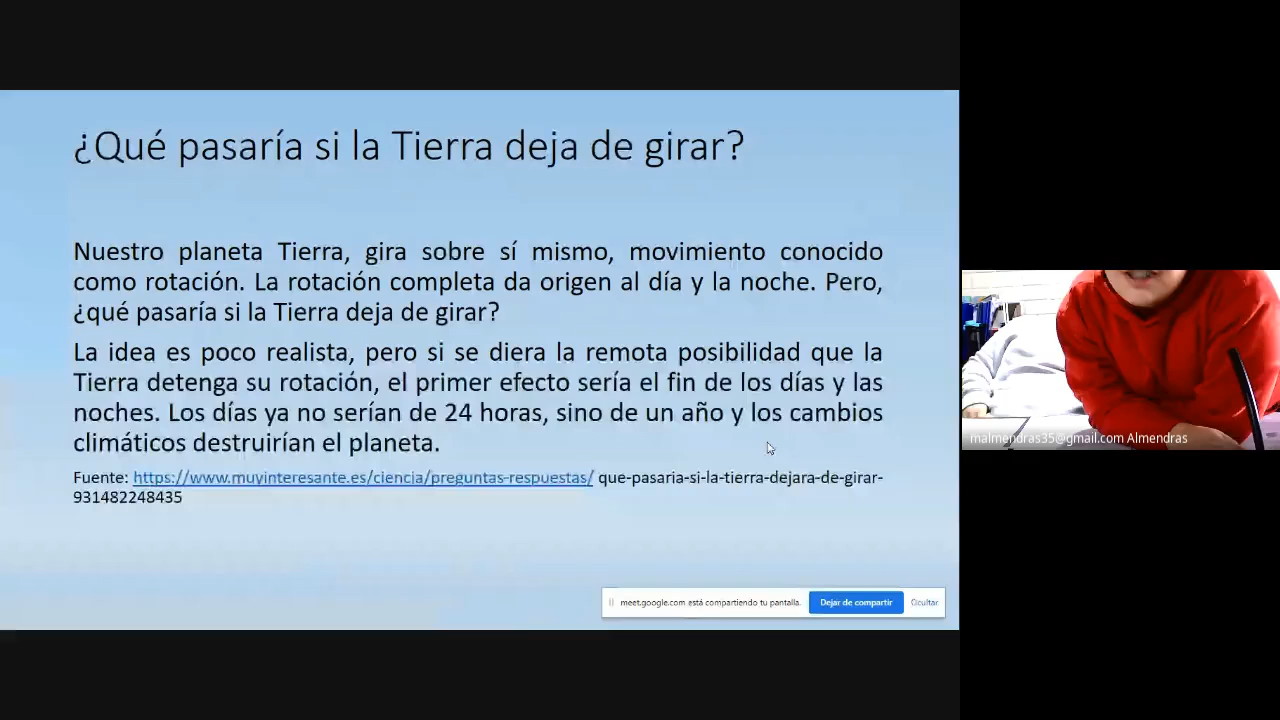 ¿Qué pasaría si la Tierra deja de girar?
Nuestro planeta Tierra, gira sobre sí mismo, movimiento conocido
como rotación. La rotación completa da origen al día y la noche. Pero,
¿qué pasaría si la Tierra deja de girar?
La idea es poco realista, pero si se diera la remota posibilidad que la
Tierra detenga su rotación, el primer efecto sería el fin de los días y las
noches. Los días ya no serían de 24 horas, sino de un año y los cambios
climáticos destruirían el planeta.
Fuente: https://www.muyinteresante.es/ciencia/preguntas-respuestas/ que-pasaria-si-la-tierra-dejara-de-girar-
931482248435
meet.google.com está compartiendo tu pantalla. Dejar de compartir Ocultar
malmendras35@gmail.com Almendras